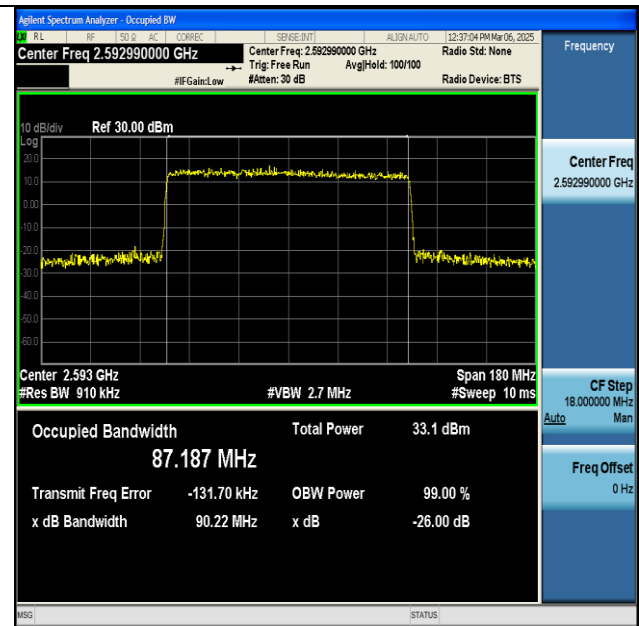 Agilent Spectrum Analyzer - Occupied BW
RL RF 50 Ω AC CORREC SENSE:INT ALIGN AUTO 12:37:04 PM Mar 06, 2025
Center Freq 2.592990000 GHz Center Freq: 2.592990000 GHz Radio Std: None Frequency
Trig: Free Run Avg|Hold: 100/100
#IFGain:Low #Atten: 30 dB Radio Device: BTS
10 dB/div Ref 30.00 dBm
Log
20.0
10.0
0.00
-10.0
-20.0
-30.0
-40.0
-50.0
-60.0
Center 2.593 GHz Span 180 MHz
#Res BW 910 kHz #VBW 2.7 MHz #Sweep 10 ms
Occupied Bandwidth Total Power 33.1 dBm
87.187 MHz
Transmit Freq Error -131.70 kHz OBW Power 99.00 %
x dB Bandwidth 90.22 MHz x dB -26.00 dB
Center Freq
2.592990000 GHz
CF Step
18.000000 MHz
Auto Man
Freq Offset
0 Hz
MSG STATUS